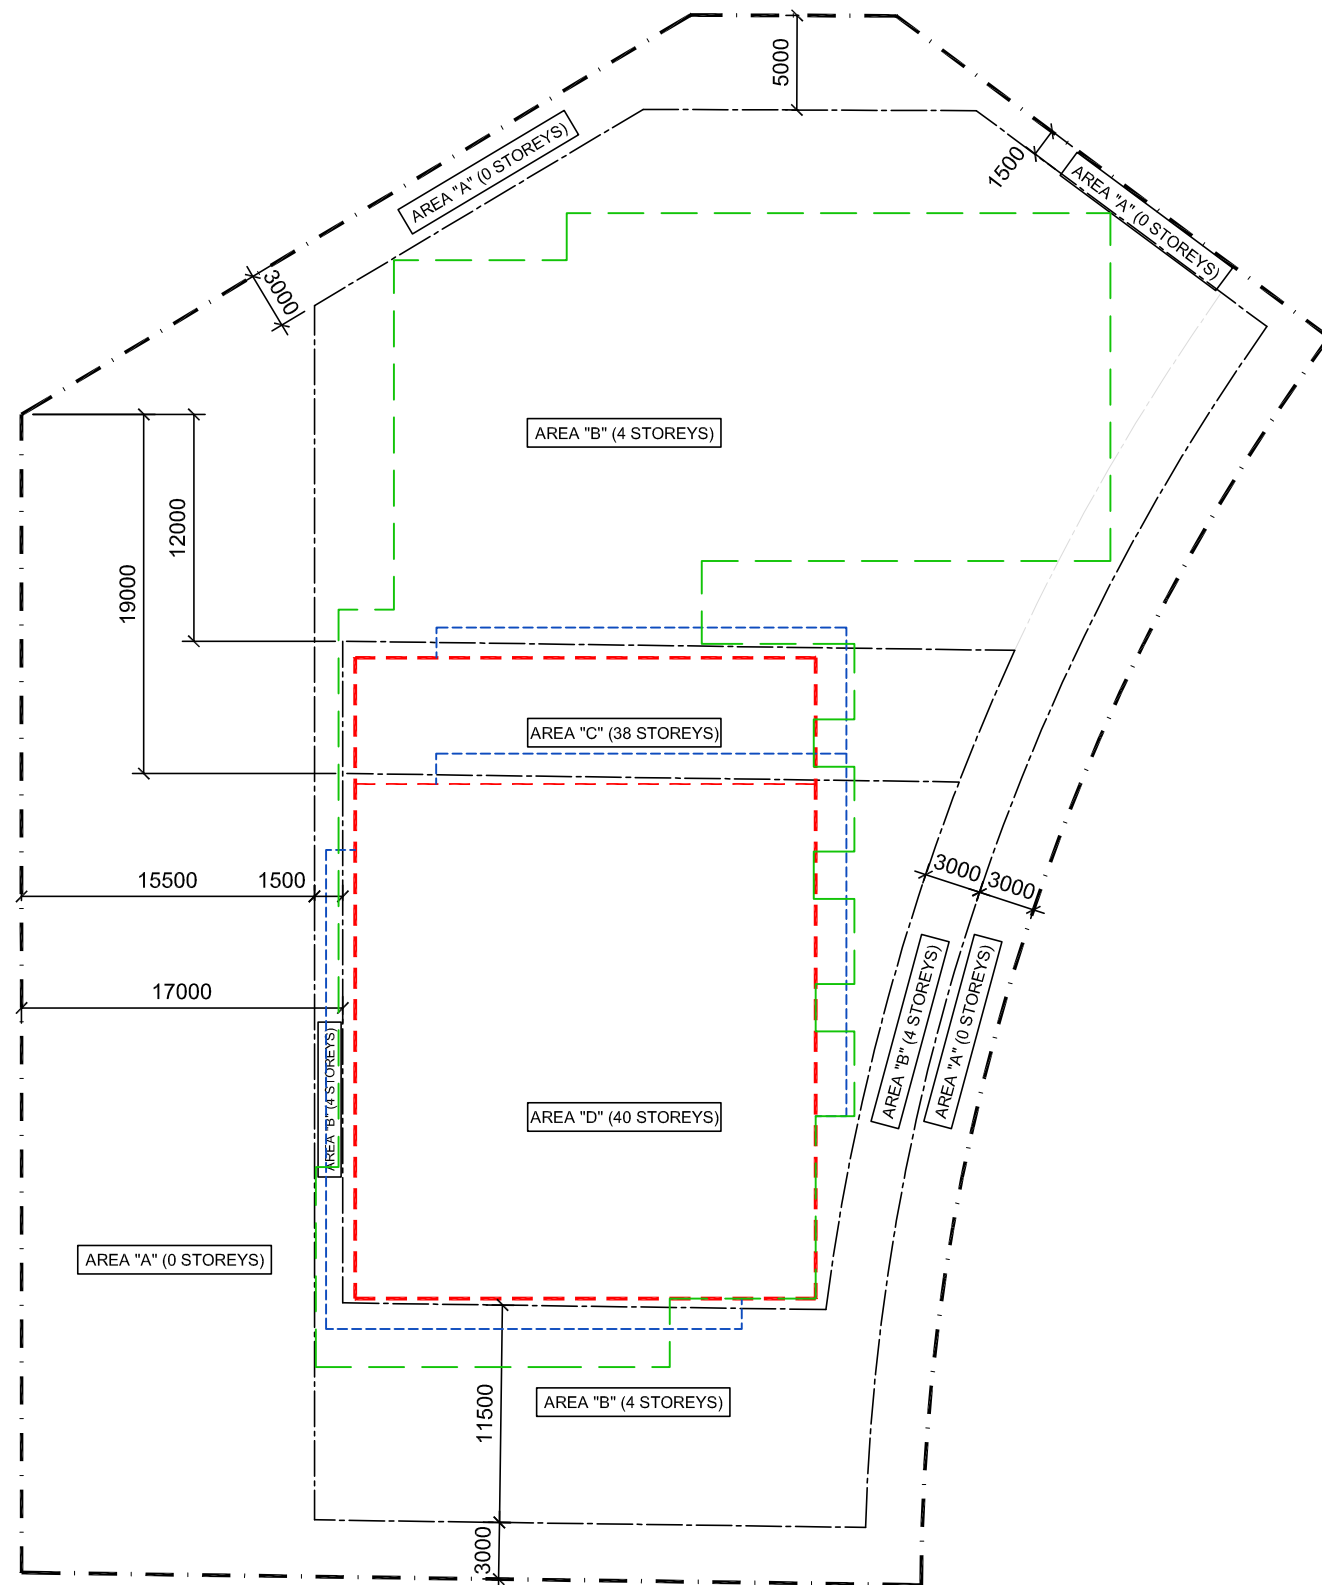 5000
AREA "A" (0 STOREYS)
1500
AREA "A" (0 STOREYS)
3000
AREA "B" (4 STOREYS)
12000
19000
AREA "C" (38 STOREYS)
15500
1500
3000
3000
17000
AREA "B" (4 STOREYS)
AREA "A" (0 STOREYS)
AREA "B" (4 STOREYS)
AREA "D" (40 STOREYS)
AREA "A" (0 STOREYS)
11500
AREA "B" (4 STOREYS)
3000